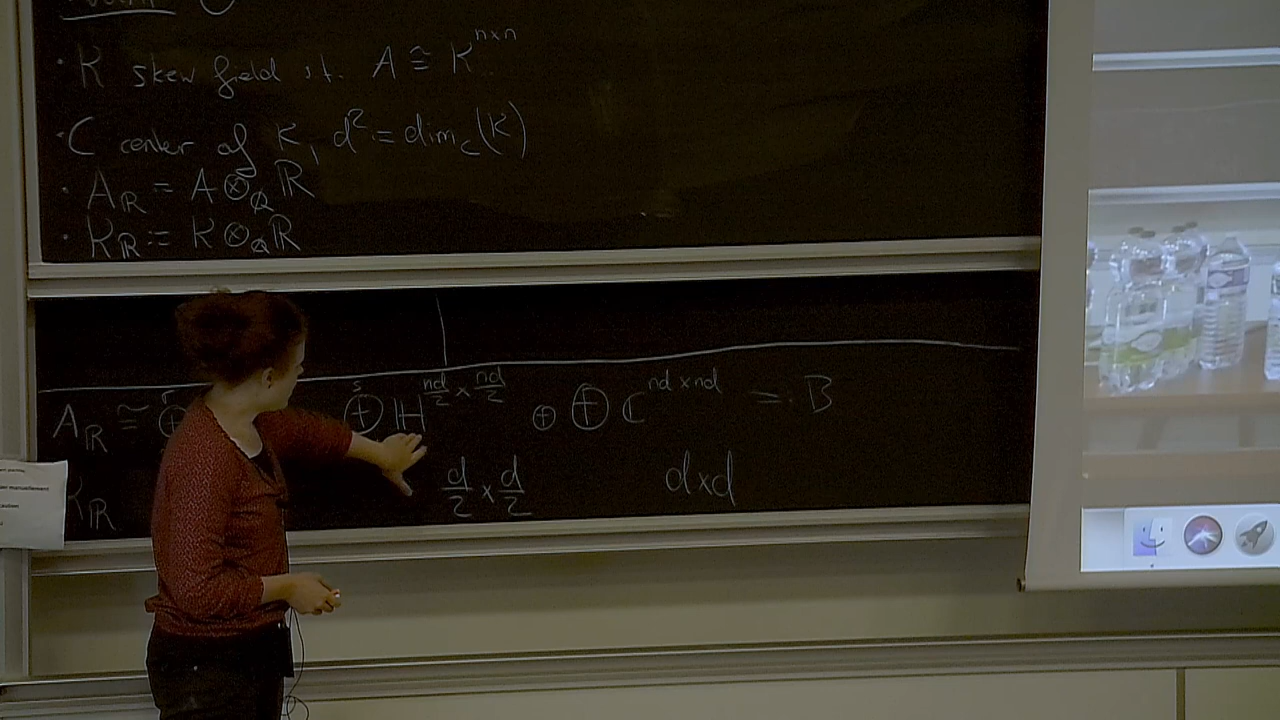 · K skew field s.t. A ≅ K^{n×n}
· C center of K, d² = dim_C(K)
· A_ℝ = A ⊗_ℚ ℝ
· K_ℝ := K ⊗_ℚ ℝ
A_ℝ ≅ ⊕^r ⊕^s ℍ^{nd/2 × nd/2} ⊕ ⊕ ℂ^{nd×nd} =: B
K_ℝ d/2 × d/2 d×d